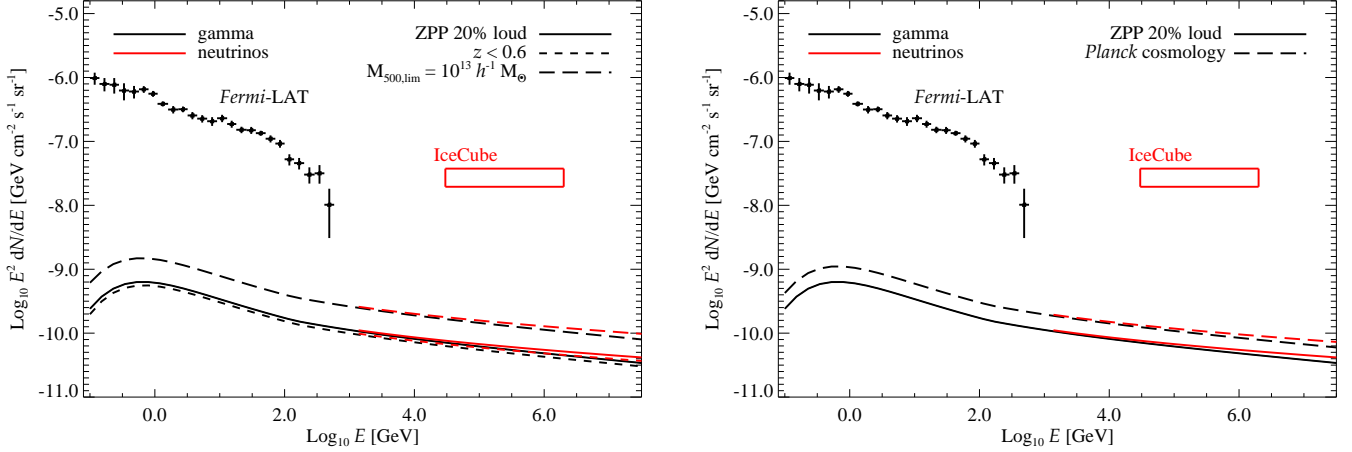 gamma
neutrinos
ZPP 20% loud
z < 0.6
M500,lim = 10^13 h^-1 M⊙
Fermi-LAT
IceCube
-5.0
-6.0
-7.0
-8.0
-9.0
-10.0
-11.0
Log10 E^2 dN/dE [GeV cm^-2 s^-1 sr^-1]
0.0
2.0
4.0
6.0
Log10 E [GeV]
gamma
neutrinos
ZPP 20% loud
Planck cosmology
Fermi-LAT
IceCube
-5.0
-6.0
-7.0
-8.0
-9.0
-10.0
-11.0
Log10 E^2 dN/dE [GeV cm^-2 s^-1 sr^-1]
0.0
2.0
4.0
6.0
Log10 E [GeV]